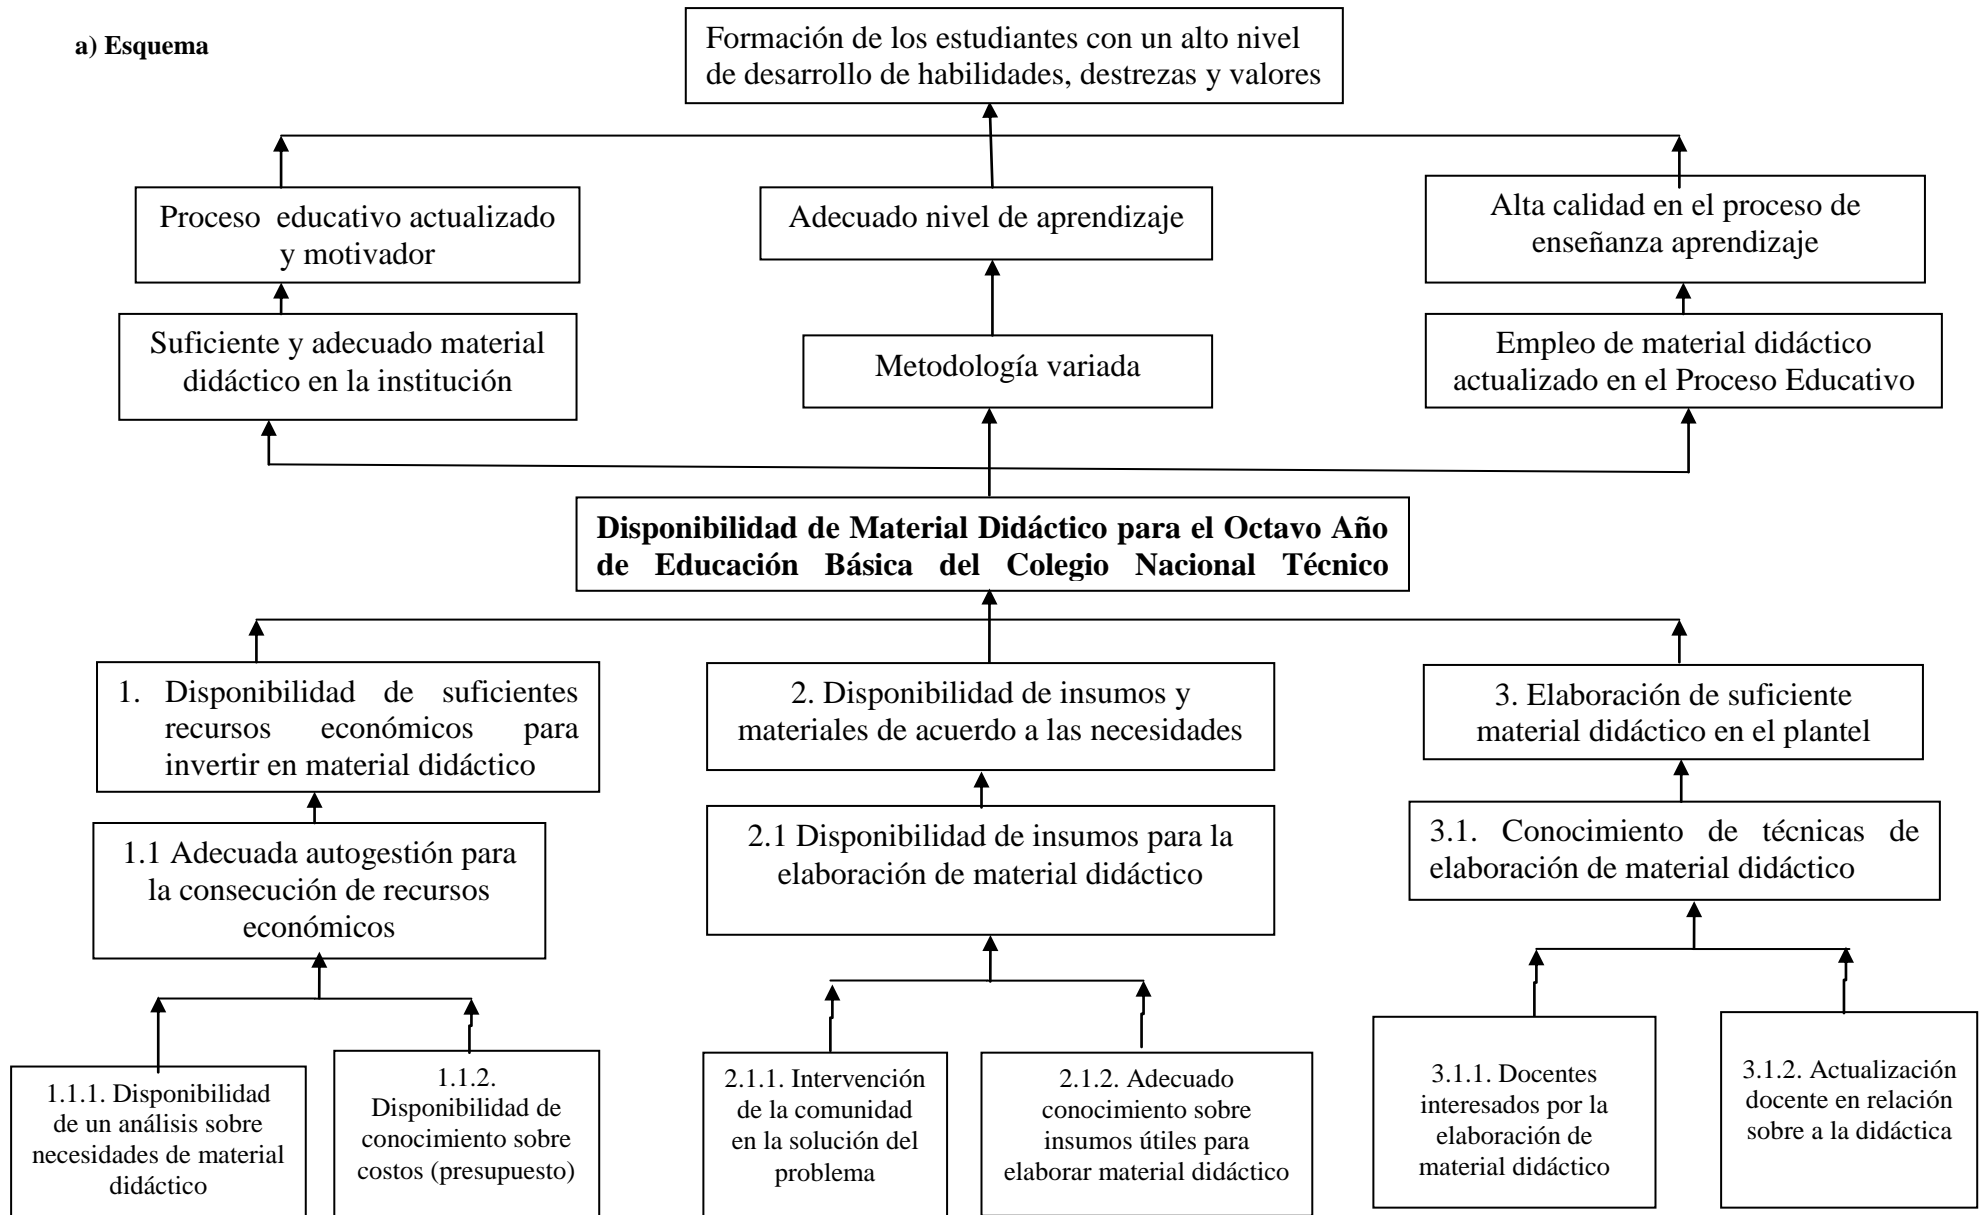 a) Esquema
Formación de los estudiantes con un alto nivel
de desarrollo de habilidades, destrezas y valores
Proceso educativo actualizado
y motivador
Adecuado nivel de aprendizaje
Alta calidad en el proceso de
enseñanza aprendizaje
Suficiente y adecuado material
didáctico en la institución
Metodología variada
Empleo de material didáctico
actualizado en el Proceso Educativo
Disponibilidad de Material Didáctico para el Octavo Año
de Educación Básica del Colegio Nacional Técnico
1. Disponibilidad de suficientes
recursos económicos para
invertir en material didáctico
2. Disponibilidad de insumos y
materiales de acuerdo a las necesidades
3. Elaboración de suficiente
material didáctico en el plantel
1.1 Adecuada autogestión para
la consecución de recursos
económicos
2.1 Disponibilidad de insumos para la
elaboración de material didáctico
3.1. Conocimiento de técnicas de
elaboración de material didáctico
1.1.1. Disponibilidad
de un análisis sobre
necesidades de material
didáctico
1.1.2.
Disponibilidad de
conocimiento sobre
costos (presupuesto)
2.1.1. Intervención
de la comunidad
en la solución del
problema
2.1.2. Adecuado
conocimiento sobre
insumos útiles para
elaborar material didáctico
3.1.1. Docentes
interesados por la
elaboración de
material didáctico
3.1.2. Actualización
docente en relación
sobre a la didáctica